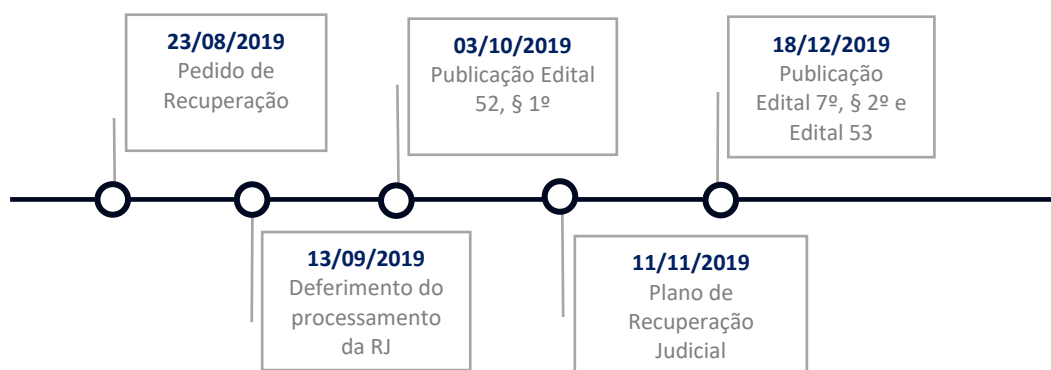 23/08/2019
Pedido de
Recuperação
03/10/2019
Publicação Edital
52, § 1º
18/12/2019
Publicação
Edital 7º, § 2º e
Edital 53
13/09/2019
Deferimento do
processamento
da RJ
11/11/2019
Plano de
Recuperação
Judicial